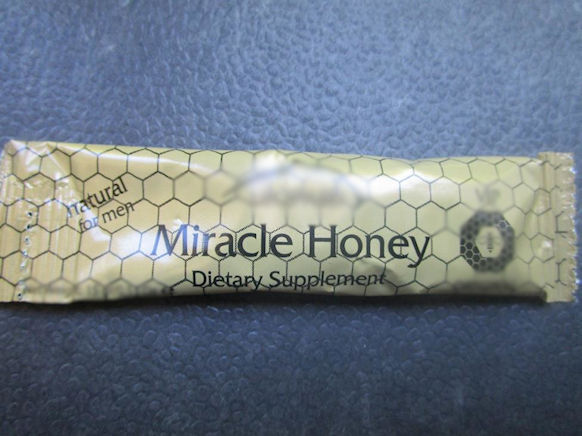 natural
for men
Miracle Honey
Dietary Supplement